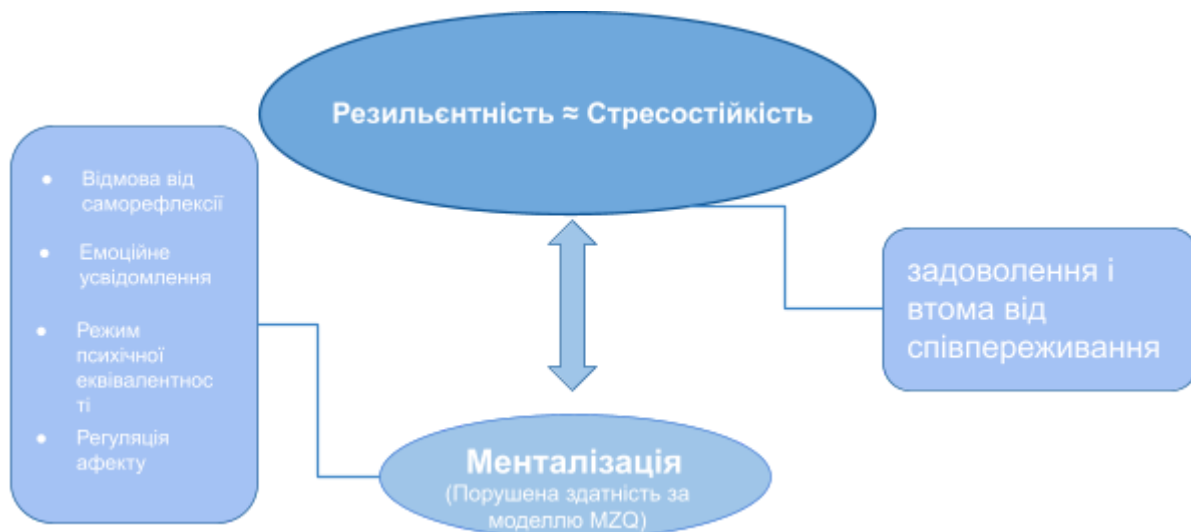 Резильєнтність ≈ Стресостійкість
Відмова від
саморефлексії
Емоційне
усвідомлення
Режим
психічної
еквівалентнос
ті
Регуляція
афекту
задоволення і
втома від
співпереживання
Менталізація
(Порушена здатність за
моделлю MZQ)